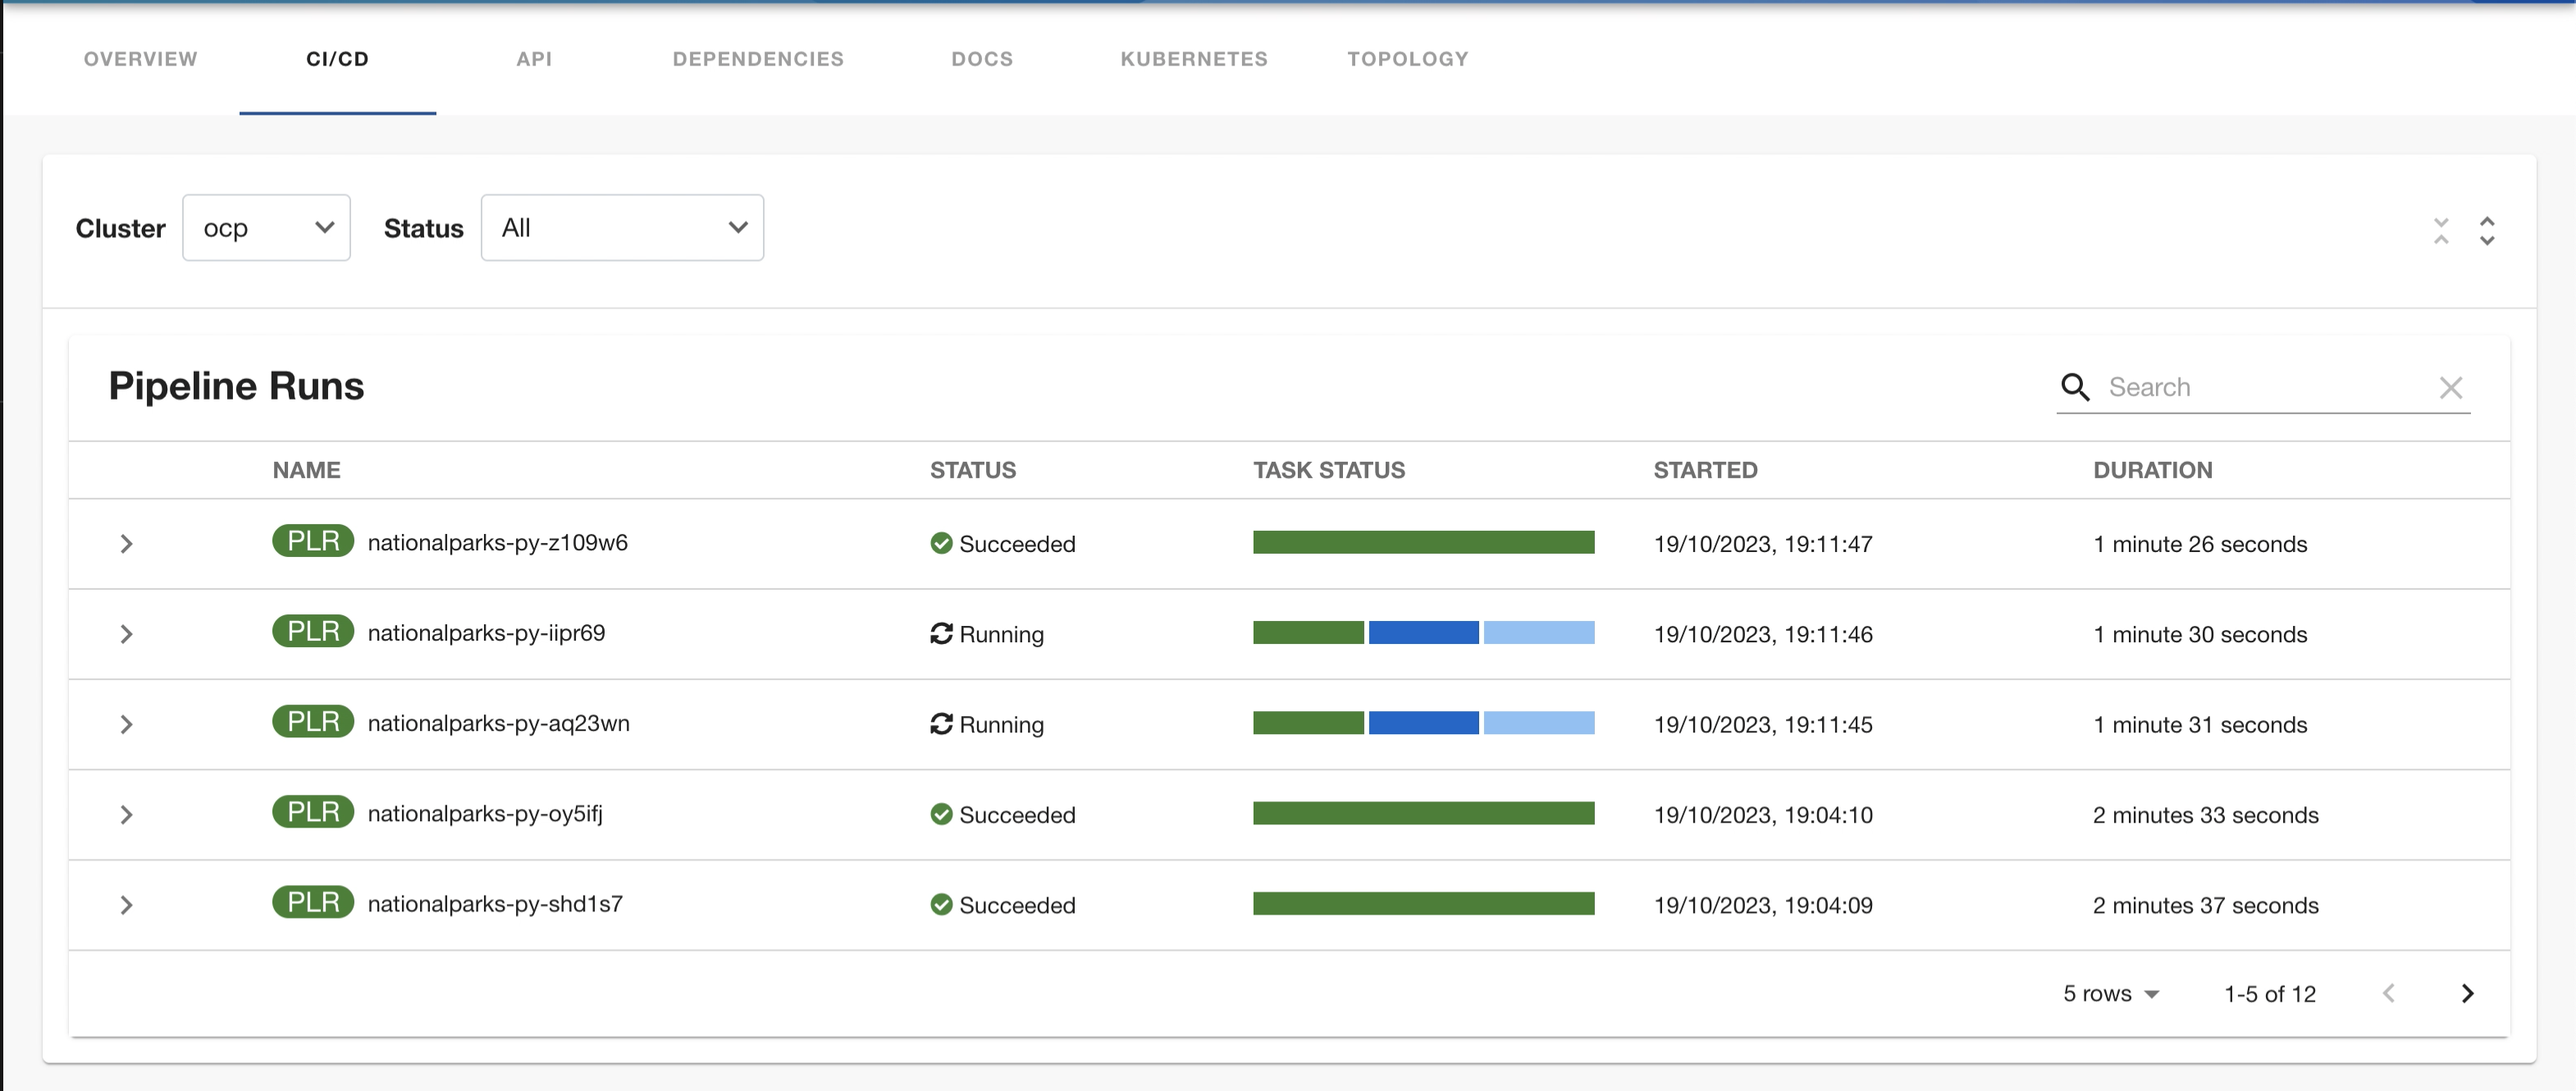 OVERVIEW CI/CD API DEPENDENCIES DOCS KUBERNETES TOPOLOGY
Cluster ocp Status All
Pipeline Runs Search
NAME STATUS TASK STATUS STARTED DURATION
PLR nationalparks-py-z109w6 Succeeded 19/10/2023, 19:11:47 1 minute 26 seconds
PLR nationalparks-py-iipr69 Running 19/10/2023, 19:11:46 1 minute 30 seconds
PLR nationalparks-py-aq23wn Running 19/10/2023, 19:11:45 1 minute 31 seconds
PLR nationalparks-py-oy5ifj Succeeded 19/10/2023, 19:04:10 2 minutes 33 seconds
PLR nationalparks-py-shd1s7 Succeeded 19/10/2023, 19:04:09 2 minutes 37 seconds
5 rows 1-5 of 12